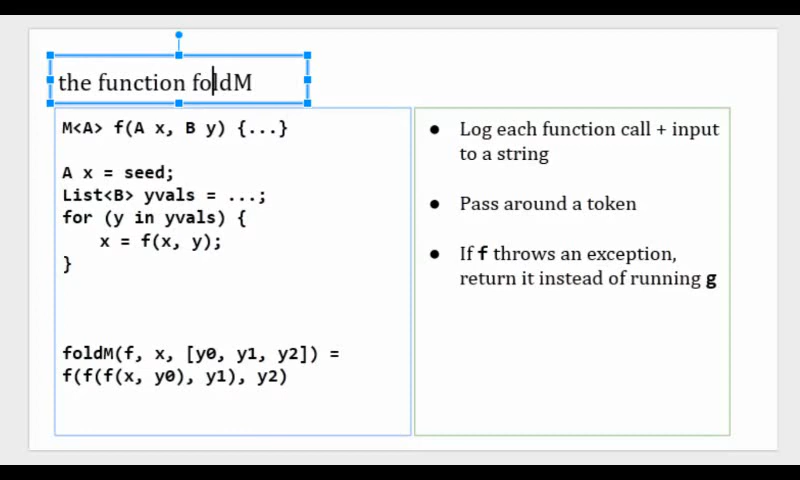 the function foldM
M<A> f(A x, B y) {...}
A x = seed;
List<B> yvals = ...;
for (y in yvals) {
    x = f(x, y);
}
foldM(f, x, [y0, y1, y2]) =
f(f(f(x, y0), y1), y2)
● Log each function call + input
to a string
● Pass around a token
● If f throws an exception,
return it instead of running g